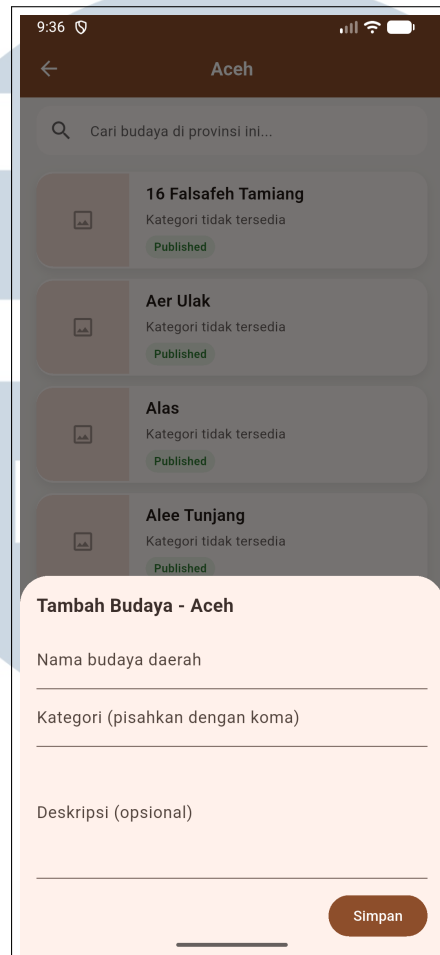 9:36
Aceh
Cari budaya di provinsi ini...
16 Falsafeh Tamiang
Kategori tidak tersedia
Published
Aer Ulak
Kategori tidak tersedia
Published
Alas
Kategori tidak tersedia
Published
Alee Tunjang
Kategori tidak tersedia
Published
Tambah Budaya - Aceh
Nama budaya daerah
Kategori (pisahkan dengan koma)
Deskripsi (opsional)
Simpan